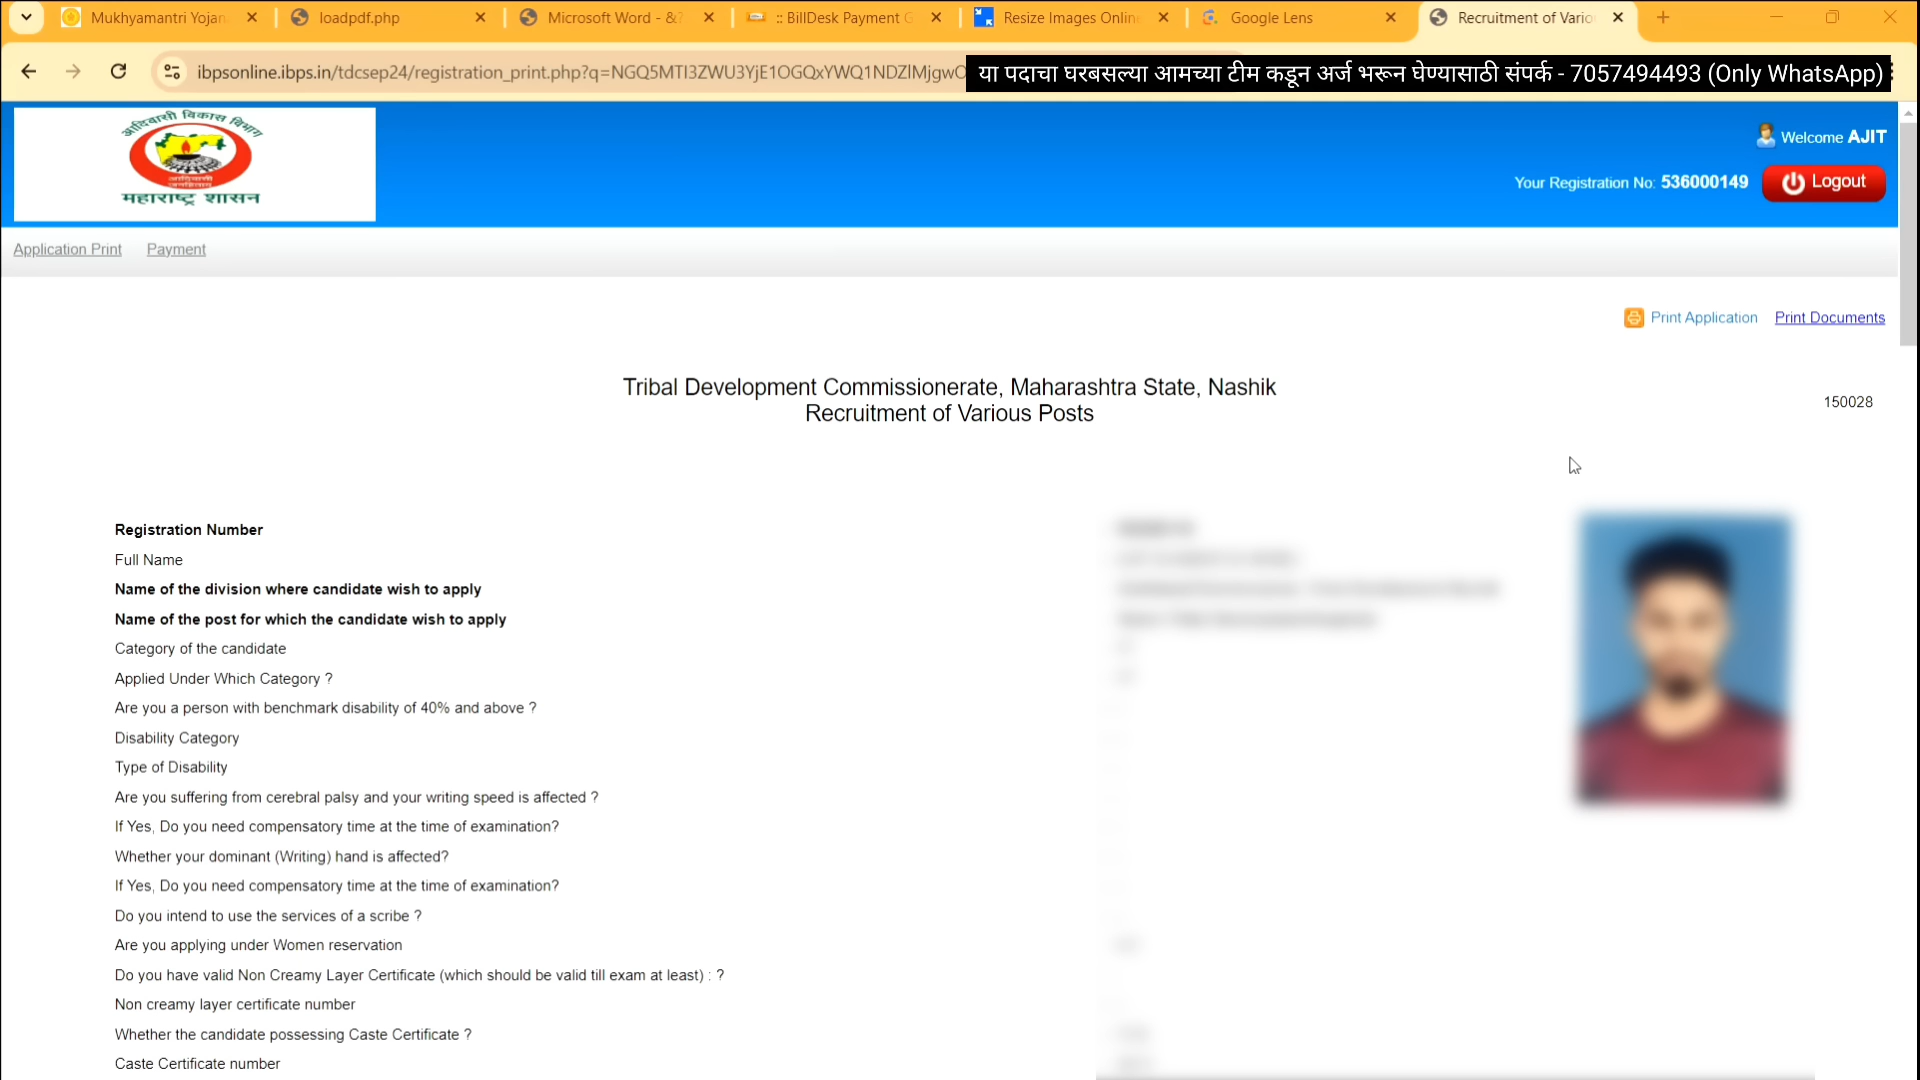 Mukhyamantri Yojan
loadpdf.php
Microsoft Word - &?
:: BillDesk Payment G
Resize Images Onlin
Google Lens
Recruitment of Vario
ibpsonline.ibps.in/tdcsep24/registration_print.php?q=NGQ5MTI3ZWU3YjE1OGQxYWQ1NDZlMjgwO
या पदाचा घरबसल्या आमच्या टीम कडून अर्ज भरून घेण्यासाठी संपर्क - 7057494493 (Only WhatsApp)
आदिवासी विकास विभाग
महाराष्ट्र शासन
Welcome AJIT
Your Registration No: 536000149
Logout
Application Print Payment
Print Application Print Documents
Tribal Development Commissionerate, Maharashtra State, Nashik
Recruitment of Various Posts
150028
Registration Number
Full Name
Name of the division where candidate wish to apply
Name of the post for which the candidate wish to apply
Category of the candidate
Applied Under Which Category ?
Are you a person with benchmark disability of 40% and above ?
Disability Category
Type of Disability
Are you suffering from cerebral palsy and your writing speed is affected ?
If Yes, Do you need compensatory time at the time of examination?
Whether your dominant (Writing) hand is affected?
If Yes, Do you need compensatory time at the time of examination?
Do you intend to use the services of a scribe ?
Are you applying under Women reservation
Do you have valid Non Creamy Layer Certificate (which should be valid till exam at least) : ?
Non creamy layer certificate number
Whether the candidate possessing Caste Certificate ?
Caste Certificate number